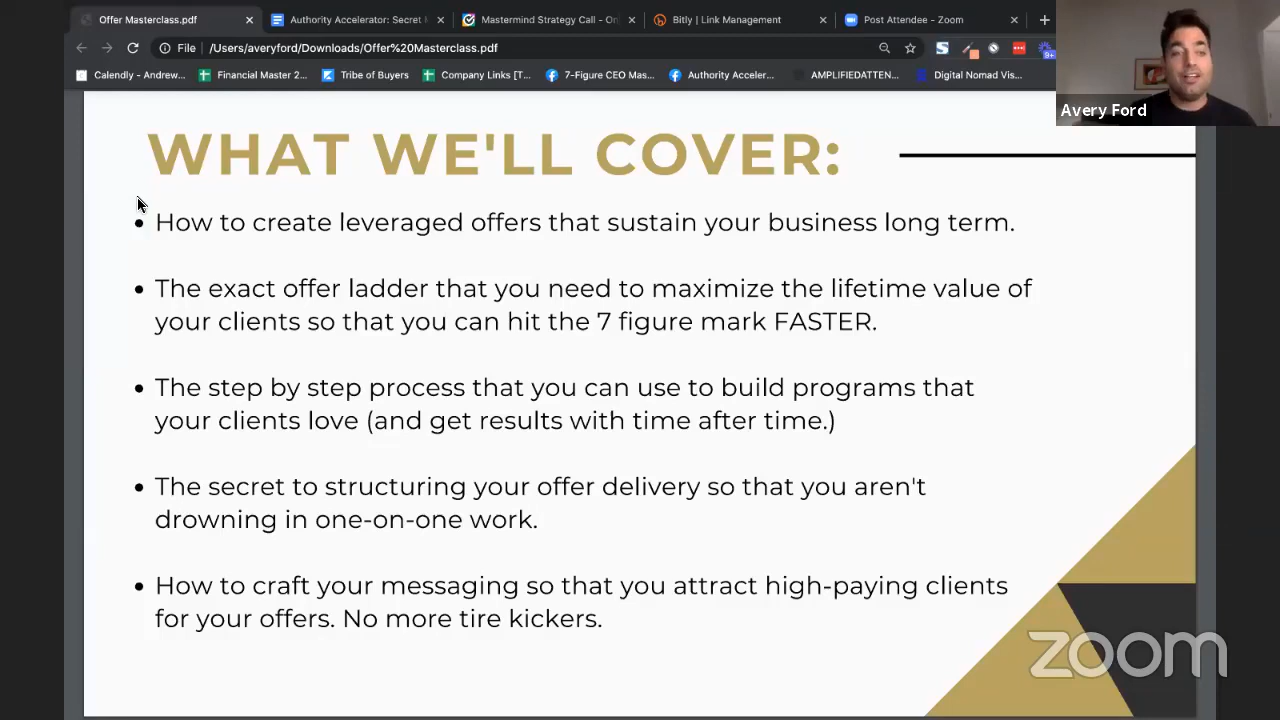 Offer Masterclass.pdf
Authority Accelerator: Secret
Mastermind Strategy Call - On
Bitly | Link Management
Post Attendee - Zoom
File
/Users/averyford/Downloads/Offer%20Masterclass.pdf
9+
Calendly - Andrew...
Financial Master 2...
Tribe of Buyers
Company Links [T...
7-Figure CEO Mas...
Authority Acceler...
AMPLIFIEDATTEN...
Digital Nomad Vis...
Avery Ford
WHAT WE'LL COVER:
• How to create leveraged offers that sustain your business long term.
• The exact offer ladder that you need to maximize the lifetime value of
your clients so that you can hit the 7 figure mark FASTER.
• The step by step process that you can use to build programs that
your clients love (and get results with time after time.)
• The secret to structuring your offer delivery so that you aren't
drowning in one-on-one work.
• How to craft your messaging so that you attract high-paying clients
for your offers. No more tire kickers.
zoom